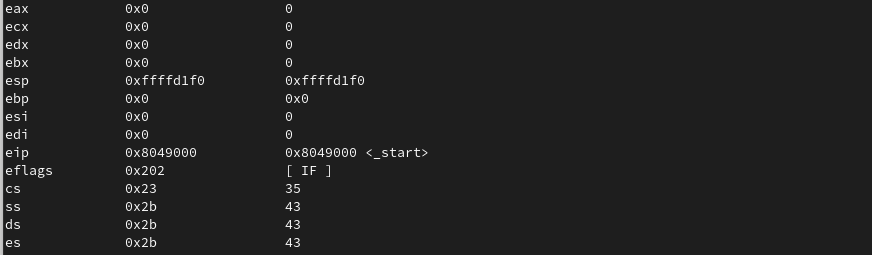 eax 0x0 0
ecx 0x0 0
edx 0x0 0
ebx 0x0 0
esp 0xffffd1f0 0xffffd1f0
ebp 0x0 0x0
esi 0x0 0
edi 0x0 0
eip 0x8049000 0x8049000 <_start>
eflags 0x202 [ IF ]
cs 0x23 35
ss 0x2b 43
ds 0x2b 43
es 0x2b 43